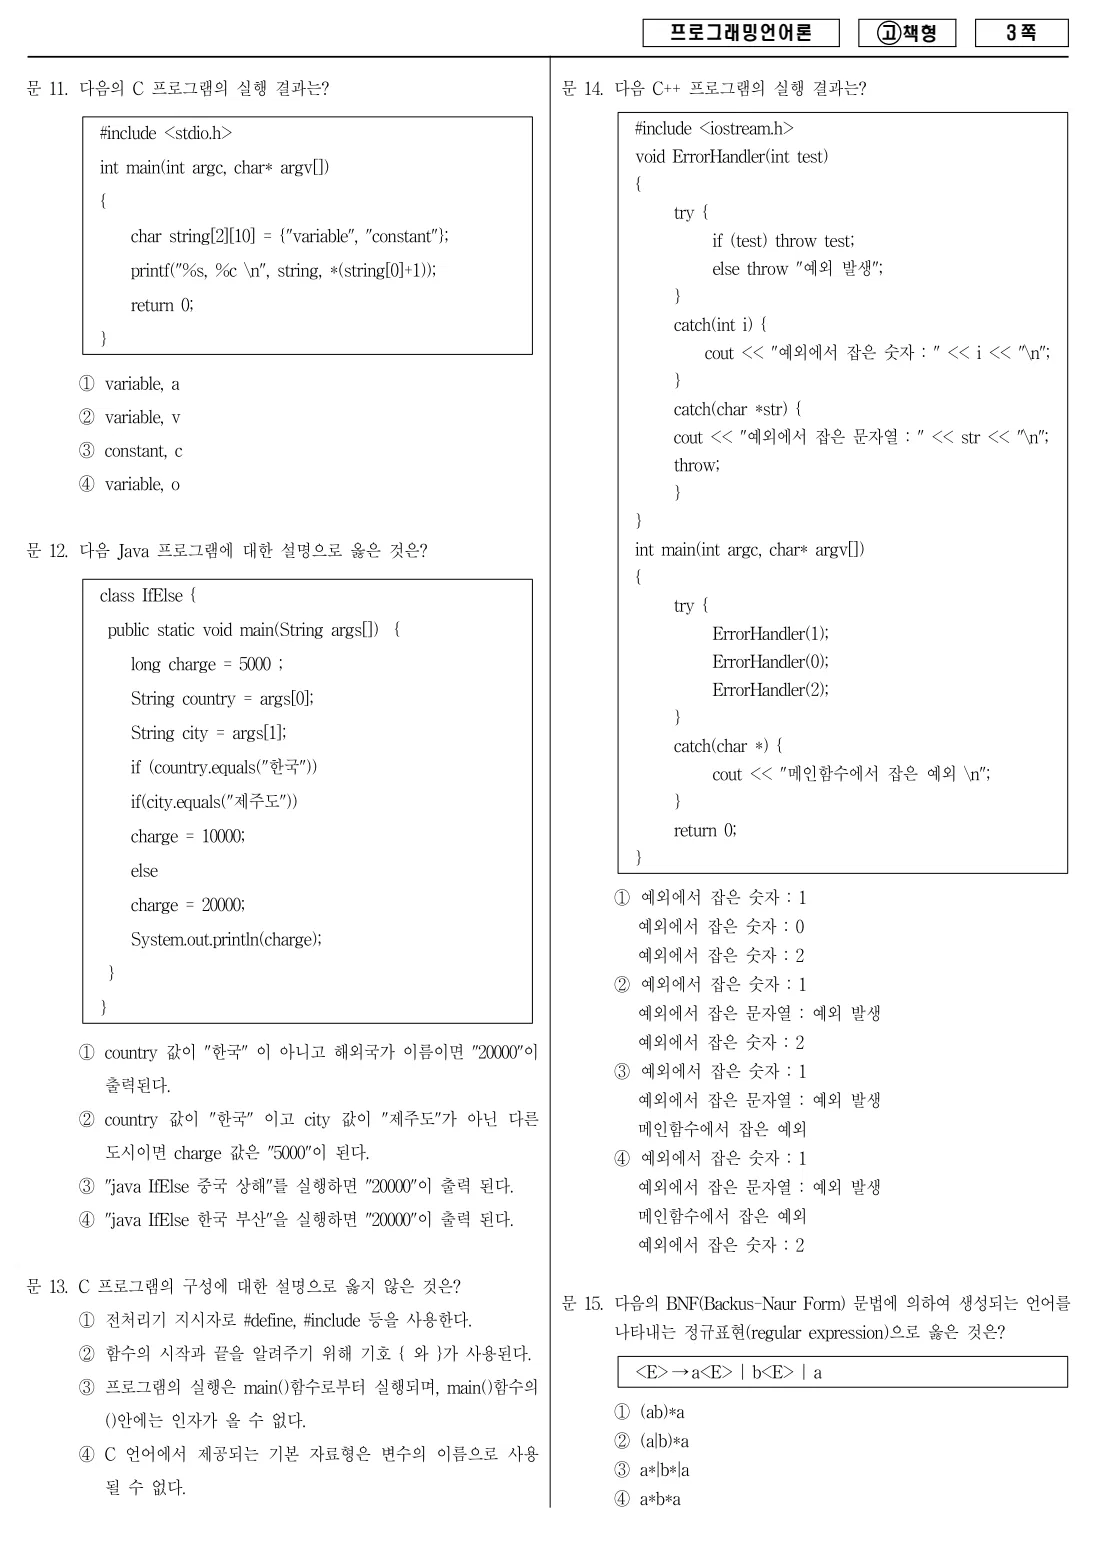 프로그래밍언어론
고책형
3쪽
문 11. 다음의 C 프로그램의 실행 결과는?
#include <stdio.h>
int main(int argc, char* argv[])
{
char string[2][10] = {"variable", "constant"};
printf("%s, %c \n", string, *(string[0]+1));
return 0;
}
① variable, a
② variable, v
③ constant, c
④ variable, o
문 12. 다음 Java 프로그램에 대한 설명으로 옳은 것은?
class IfElse {
public static void main(String args[]) {
long charge = 5000 ;
String country = args[0];
String city = args[1];
if (country.equals("한국"))
if(city.equals("제주도"))
charge = 10000;
else
charge = 20000;
System.out.println(charge);
}
}
① country 값이 "한국" 이 아니고 해외국가 이름이면 "20000"이
출력된다.
② country 값이 "한국" 이고 city 값이 "제주도"가 아닌 다른
도시이면 charge 값은 "5000"이 된다.
③ "java IfElse 중국 상해"를 실행하면 "20000"이 출력 된다.
④ "java IfElse 한국 부산"을 실행하면 "20000"이 출력 된다.
문 13. C 프로그램의 구성에 대한 설명으로 옳지 않은 것은?
① 전처리기 지시자로 #define, #include 등을 사용한다.
② 함수의 시작과 끝을 알려주기 위해 기호 { 와 }가 사용된다.
③ 프로그램의 실행은 main()함수로부터 실행되며, main()함수의
()안에는 인자가 올 수 없다.
④ C 언어에서 제공되는 기본 자료형은 변수의 이름으로 사용
될 수 없다.
문 14. 다음 C++ 프로그램의 실행 결과는?
#include <iostream.h>
void ErrorHandler(int test)
{
try {
if (test) throw test;
else throw "예외 발생";
}
catch(int i) {
cout << "예외에서 잡은 숫자 : " << i << "\n";
}
catch(char *str) {
cout << "예외에서 잡은 문자열 : " << str << "\n";
throw;
}
}
int main(int argc, char* argv[])
{
try {
ErrorHandler(1);
ErrorHandler(0);
ErrorHandler(2);
}
catch(char *) {
cout << "메인함수에서 잡은 예외 \n";
}
return 0;
}
① 예외에서 잡은 숫자 : 1
예외에서 잡은 숫자 : 0
예외에서 잡은 숫자 : 2
② 예외에서 잡은 숫자 : 1
예외에서 잡은 문자열 : 예외 발생
예외에서 잡은 숫자 : 2
③ 예외에서 잡은 숫자 : 1
예외에서 잡은 문자열 : 예외 발생
메인함수에서 잡은 예외
④ 예외에서 잡은 숫자 : 1
예외에서 잡은 문자열 : 예외 발생
메인함수에서 잡은 예외
예외에서 잡은 숫자 : 2
문 15. 다음의 BNF(Backus-Naur Form) 문법에 의하여 생성되는 언어를
나타내는 정규표현(regular expression)으로 옳은 것은?
<E>→a<E> | b<E> | a
① (ab)*a
② (a|b)*a
③ a*|b*|a
④ a*b*a